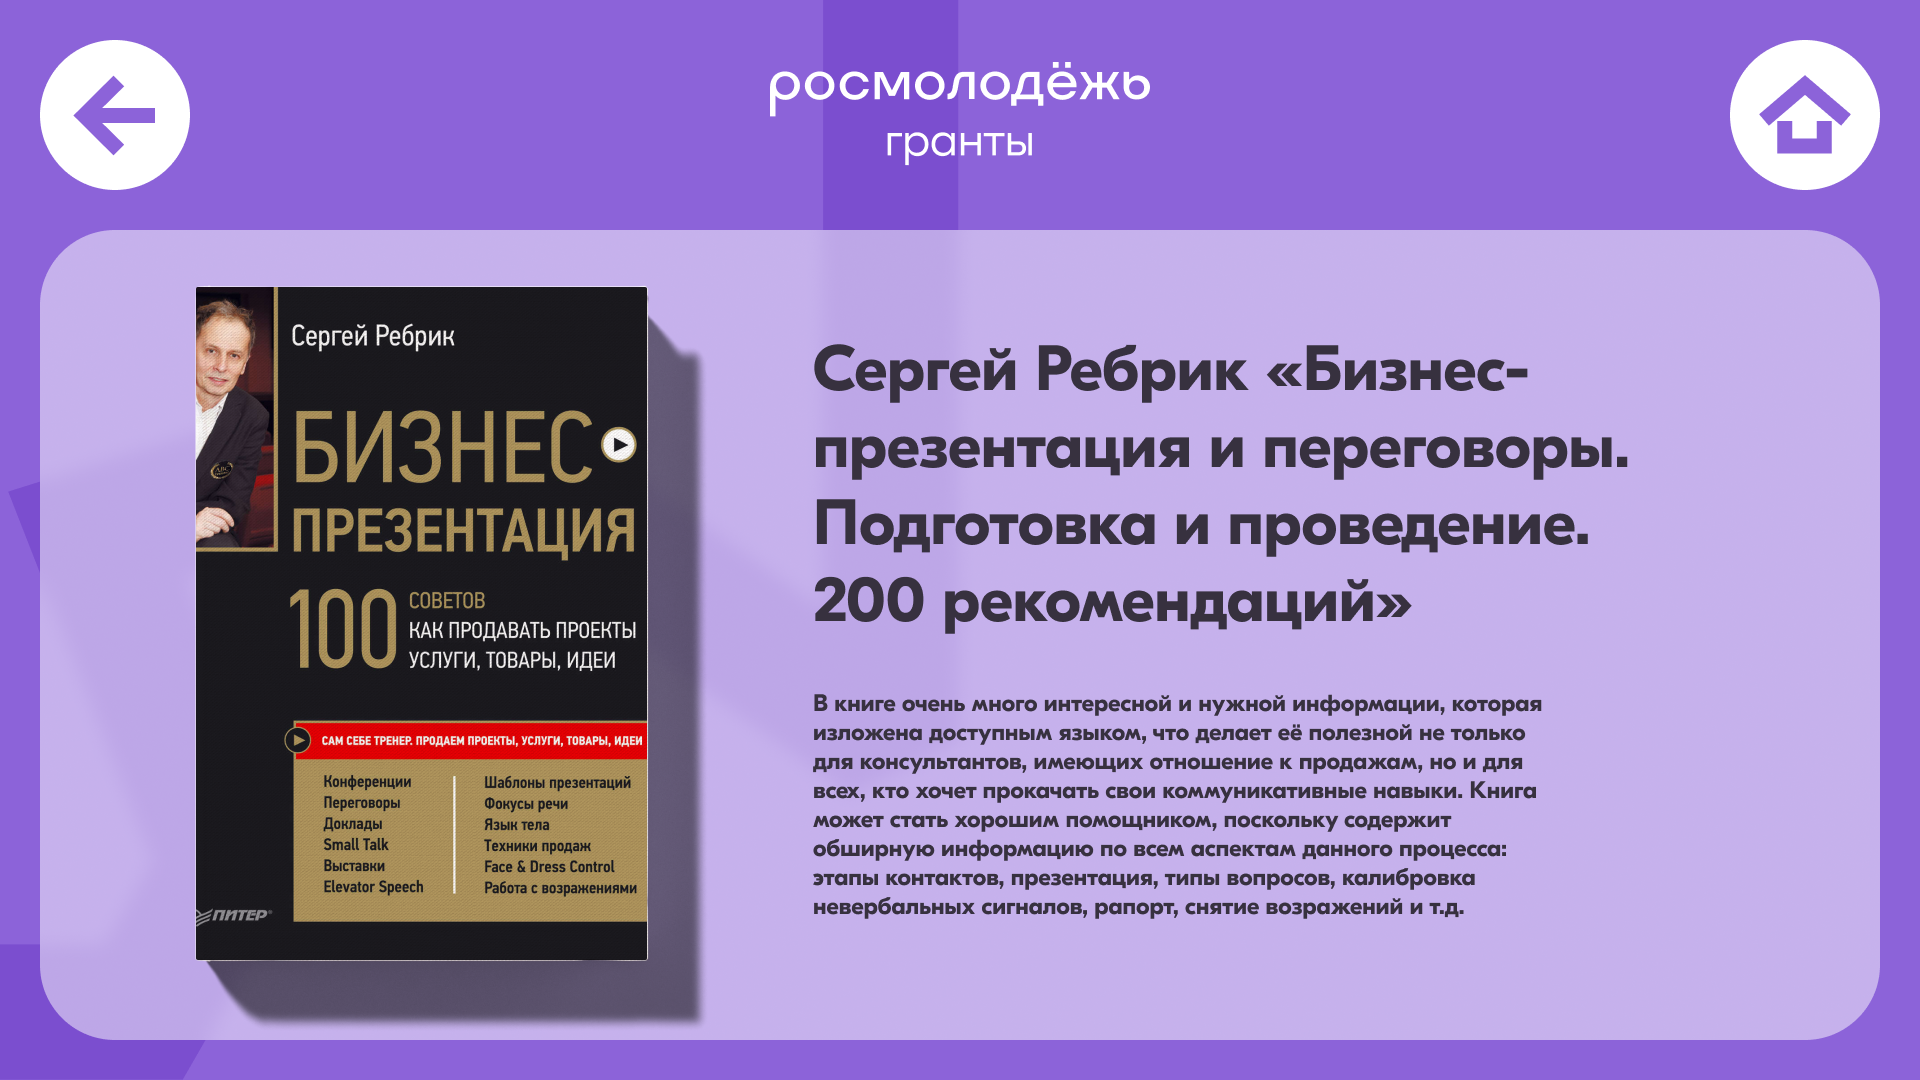 росмолодёжь
гранты
Сергей Ребрик
БИЗНЕС
ПРЕЗЕНТАЦИЯ
100 СОВЕТОВ
КАК ПРОДАВАТЬ ПРОЕКТЫ
УСЛУГИ, ТОВАРЫ, ИДЕИ
САМ СЕБЕ ТРЕНЕР. ПРОДАЕМ ПРОЕКТЫ, УСЛУГИ, ТОВАРЫ, ИДЕИ
Конференции
Переговоры
Доклады
Small Talk
Выставки
Elevator Speech
Шаблоны презентаций
Фокусы речи
Язык тела
Техники продаж
Face & Dress Control
Работа с возражениями
ПИТЕР®
Сергей Ребрик «Бизнес-
презентация и переговоры.
Подготовка и проведение.
200 рекомендаций»
В книге очень много интересной и нужной информации, которая
изложена доступным языком, что делает её полезной не только
для консультантов, имеющих отношение к продажам, но и для
всех, кто хочет прокачать свои коммуникативные навыки. Книга
может стать хорошим помощником, поскольку содержит
обширную информацию по всем аспектам данного процесса:
этапы контактов, презентация, типы вопросов, калибровка
невербальных сигналов, рапорт, снятие возражений и т.д.